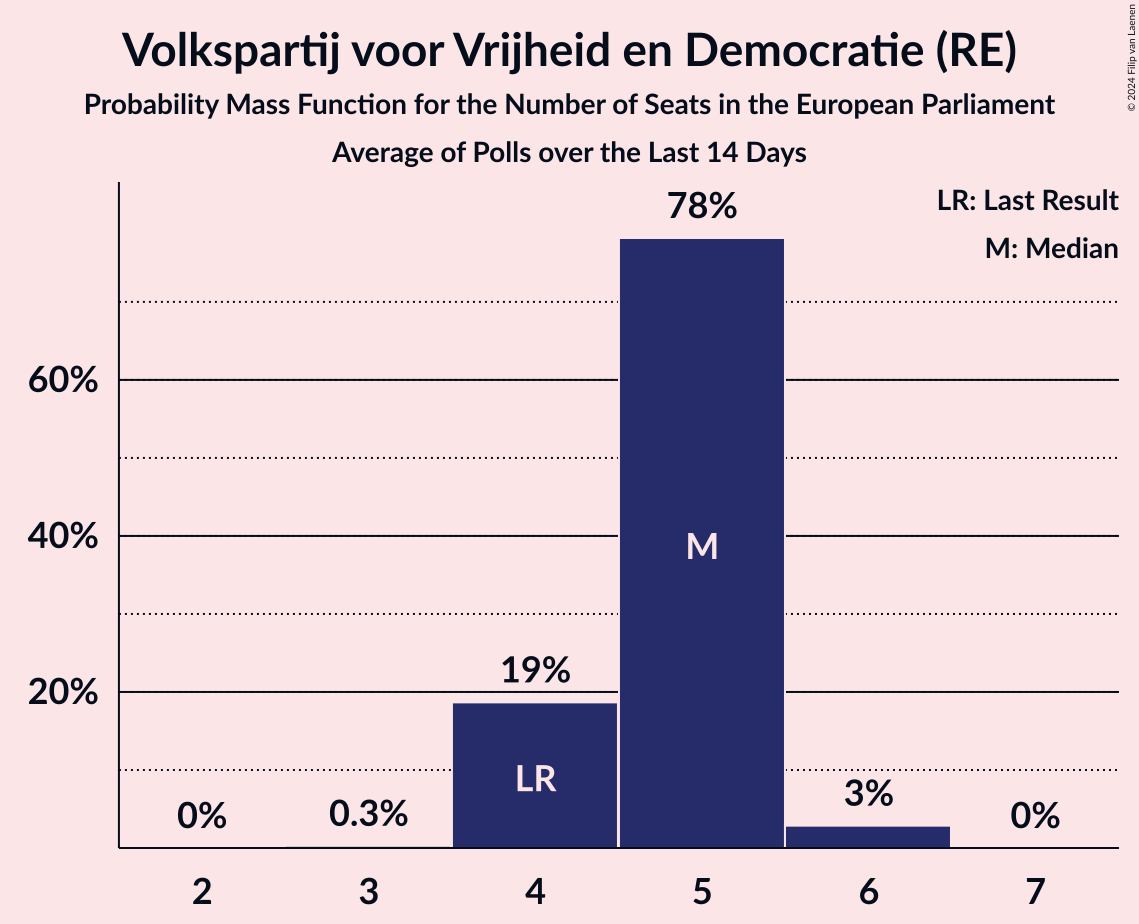 Volkspartij voor Vrijheid en Democratie (RE)
Probability Mass Function for the Number of Seats in the European Parliament
Average of Polls over the Last 14 Days
© 2024 Filip van Laenen
LR: Last Result
M: Median
78%
60%
40%
20%
M
19%
LR
0%
0.3%
3%
0%
2 3 4 5 6 7